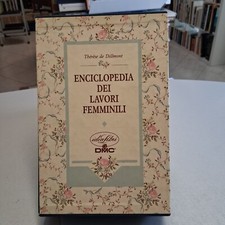 Thérèse de Dillmont
ENCICLOPEDIA
DEI
LAVORI
FEMMINILI
DMC